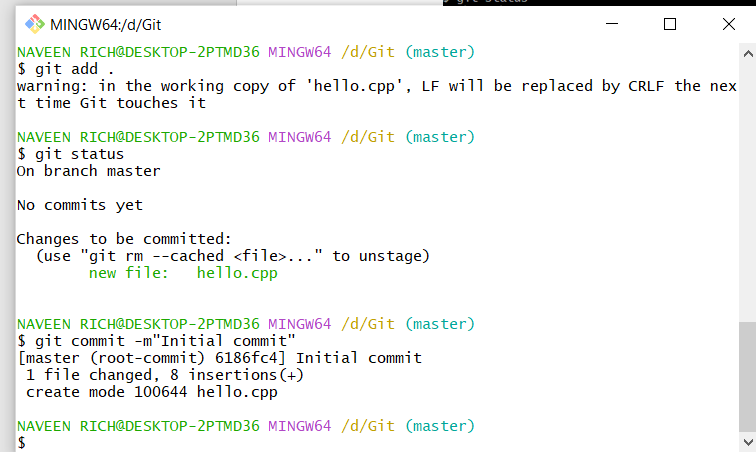 git status
MINGW64:/d/Git
NAVEEN RICH@DESKTOP-2PTMD36 MINGW64 /d/Git (master)
$ git add .
warning: in the working copy of 'hello.cpp', LF will be replaced by CRLF the nex
t time Git touches it
NAVEEN RICH@DESKTOP-2PTMD36 MINGW64 /d/Git (master)
$ git status
On branch master
No commits yet
Changes to be committed:
  (use "git rm --cached <file>..." to unstage)
        new file:   hello.cpp
NAVEEN RICH@DESKTOP-2PTMD36 MINGW64 /d/Git (master)
$ git commit -m"Initial commit"
[master (root-commit) 6186fc4] Initial commit
 1 file changed, 8 insertions(+)
 create mode 100644 hello.cpp
NAVEEN RICH@DESKTOP-2PTMD36 MINGW64 /d/Git (master)
$